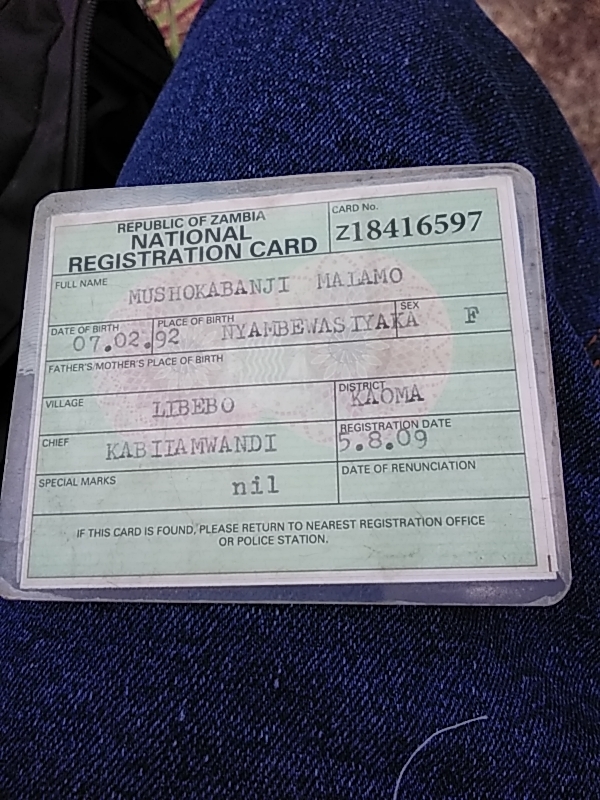 REPUBLIC OF ZAMBIA
NATIONAL
REGISTRATION CARD
CARD No.
Z18416597
FULL NAME
MUSHOKABANJI MAIAMO
DATE OF BIRTH
07.02.92
PLACE OF BIRTH
NYAMBEWASIYAKA
SEX
F
FATHER'S/MOTHER'S PLACE OF BIRTH
VILLAGE
LIBEBO
DISTRICT
KAOMA
CHIEF
KABIIAMWANDI
REGISTRATION DATE
5.8.09
SPECIAL MARKS
nil
DATE OF RENUNCIATION
IF THIS CARD IS FOUND, PLEASE RETURN TO NEAREST REGISTRATION OFFICE
OR POLICE STATION.